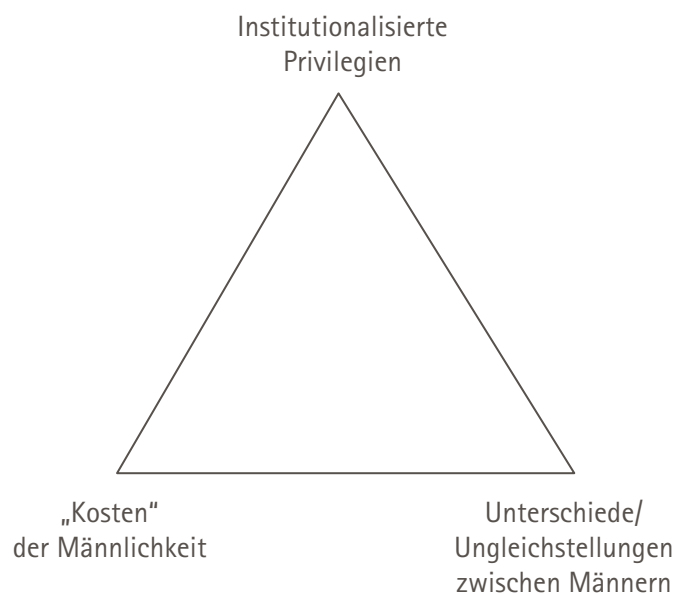 Institutionalisierte
Privilegien
„Kosten“
der Männlichkeit
Unterschiede/
Ungleichstellungen
zwischen Männern